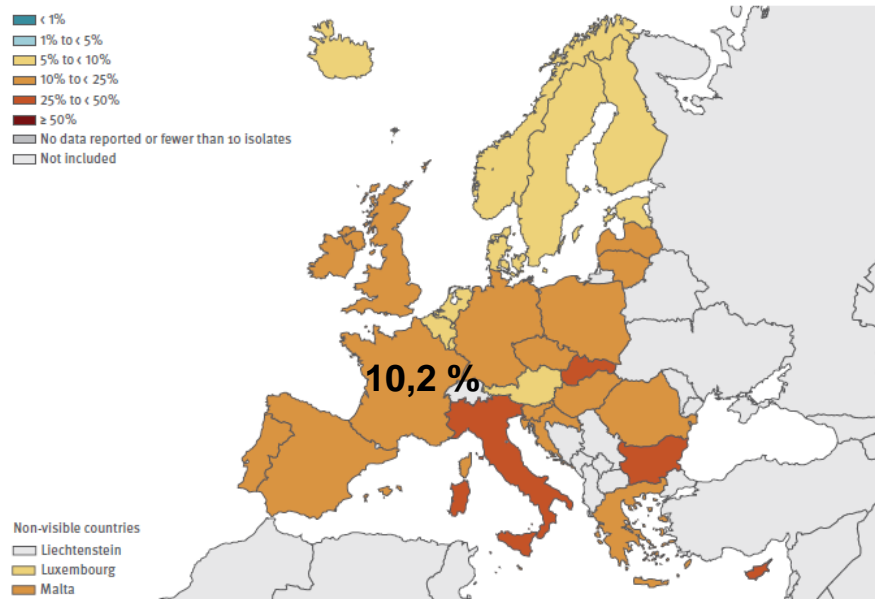 < 1%
1% to < 5%
5% to < 10%
10% to < 25%
25% to < 50%
≥ 50%
No data reported or fewer than 10 isolates
Not included
10,2 %
Non-visible countries
Liechtenstein
Luxembourg
Malta